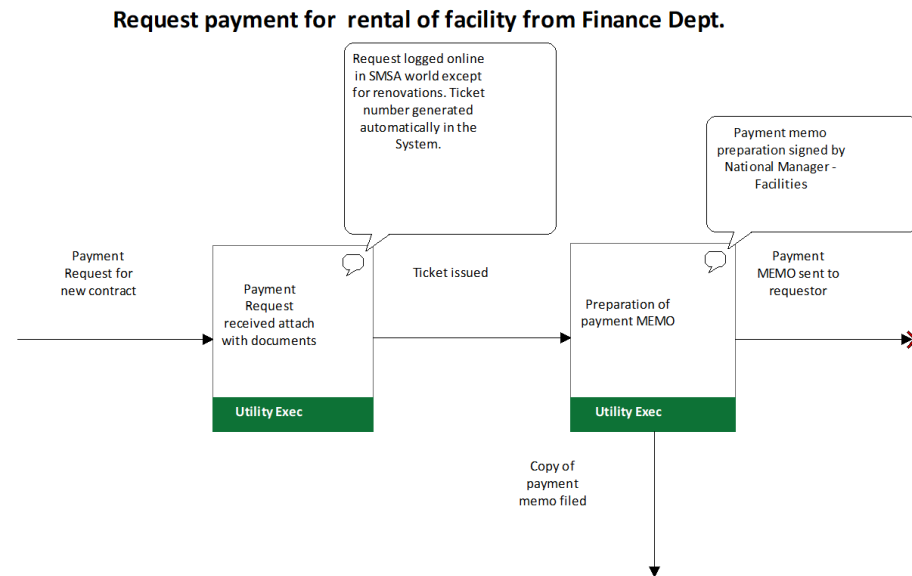 Request payment for  rental of facility from Finance Dept.
Request logged online
in SMSA world except
for renovations. Ticket
number generated
automatically in the
System.
Payment memo
preparation signed by
National Manager -
Facilities
Payment
Request for
new contract
Payment
Request
received attach
with documents
Utility Exec
Ticket issued
Preparation of
payment MEMO
Utility Exec
Payment
MEMO sent to
requestor
Copy of
payment
memo filed